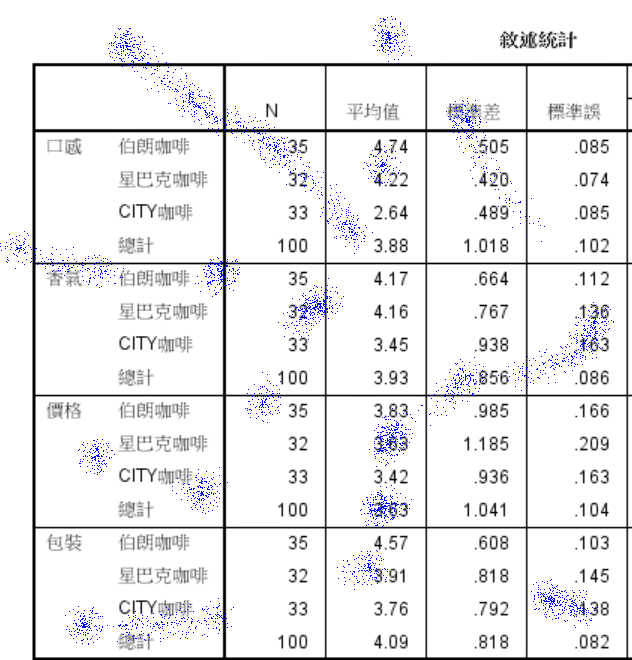 敘述統計
N 平均值 標準差 標準誤
口感 伯朗咖啡 35 4.74 .505 .085
星巴克咖啡 32 4.22 .420 .074
CITY咖啡 33 2.64 .489 .085
總計 100 3.88 1.018 .102
香氣 伯朗咖啡 35 4.17 .664 .112
星巴克咖啡 32 4.16 .767 .136
CITY咖啡 33 3.45 .938 .163
總計 100 3.93 .856 .086
價格 伯朗咖啡 35 3.83 .985 .166
星巴克咖啡 32 3.63 1.185 .209
CITY咖啡 33 3.42 .936 .163
總計 100 3.63 1.041 .104
包裝 伯朗咖啡 35 4.57 .608 .103
星巴克咖啡 32 3.91 .818 .145
CITY咖啡 33 3.76 .792 .138
總計 100 4.09 .818 .082